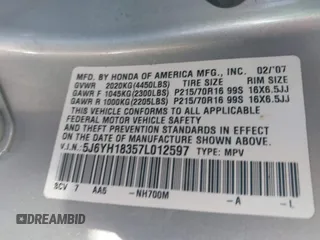 MFD. BY HONDA OF AMERICA MFG., INC. 02/'07
GVWR 2020KG(4450LBS) TIRE SIZE RIM SIZE
GAWR F 1045KG(2300LBS) P215/70R16 99S 16X6.5JJ
GAWR R 1000KG(2205LBS) P215/70R16 99S 16X6.5JJ
THIS VEHICLE CONFORMS TO ALL APPLICABLE
FEDERAL MOTOR VEHICLE SAFETY AND
THEFT PREVENTION STANDARDS IN EFFECT ON
THE DATE OF MANUFACTURE SHOWN ABOVE.
V.I.N.: 5J6YH18357L012597 TYPE: MPV
SCV 7 AA6 -NH700M -A -L
© DREAMBID
DREAMBID.COM